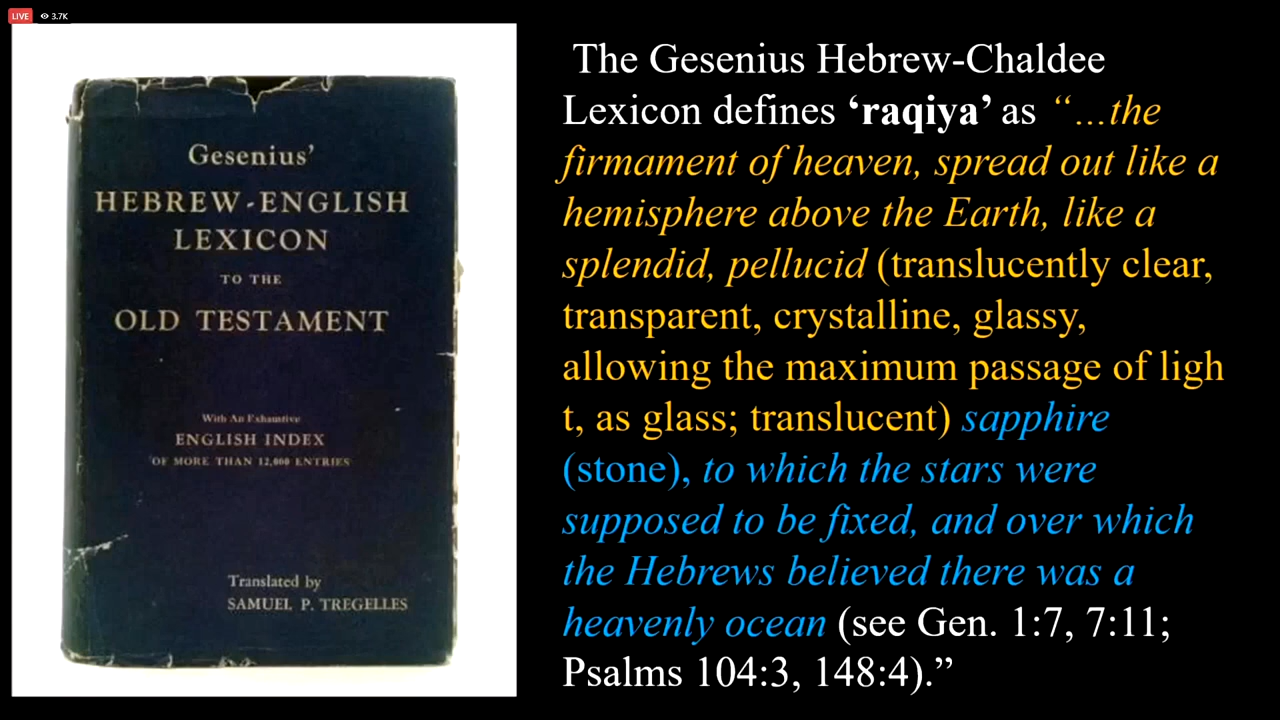 LIVE 3.7K
Gesenius'
HEBREW-ENGLISH
LEXICON
TO THE
OLD TESTAMENT
With An Exhaustive
ENGLISH INDEX
OF MORE THAN 12,000 ENTRIES
Translated by
SAMUEL P. TREGELLES
The Gesenius Hebrew-Chaldee
Lexicon defines ‘raqiya’ as “…the
firmament of heaven, spread out like a
hemisphere above the Earth, like a
splendid, pellucid (translucently clear,
transparent, crystalline, glassy,
allowing the maximum passage of ligh
t, as glass; translucent) sapphire
(stone), to which the stars were
supposed to be fixed, and over which
the Hebrews believed there was a
heavenly ocean (see Gen. 1:7, 7:11;
Psalms 104:3, 148:4).”